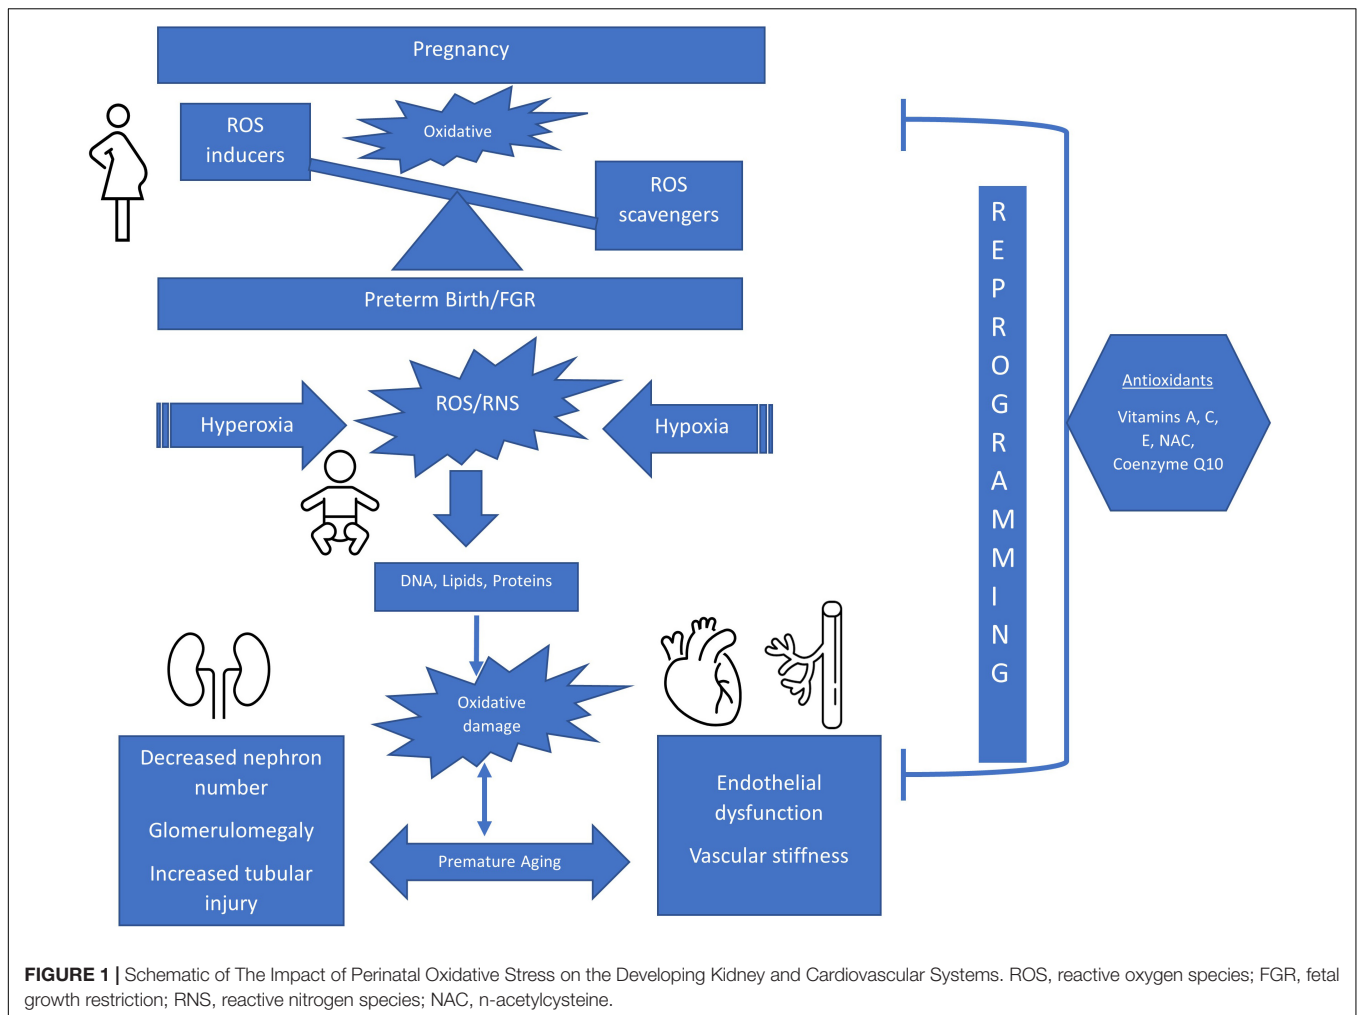 Pregnancy
ROS
inducers
Oxidative
ROS
scavengers
Preterm Birth/FGR
Hyperoxia
ROS/RNS
Hypoxia
DNA, Lipids, Proteins
Oxidative
damage
Decreased nephron
number
Glomerulomegaly
Increased tubular
injury
Premature Aging
Endothelial
dysfunction
Vascular stiffness
R
E
P
R
O
G
R
A
M
M
I
N
G
Antioxidants
Vitamins A, C,
E, NAC,
Coenzyme Q10
FIGURE 1 | Schematic of The Impact of Perinatal Oxidative Stress on the Developing Kidney and Cardiovascular Systems. ROS, reactive oxygen species; FGR, fetal
growth restriction; RNS, reactive nitrogen species; NAC, n-acetylcysteine.